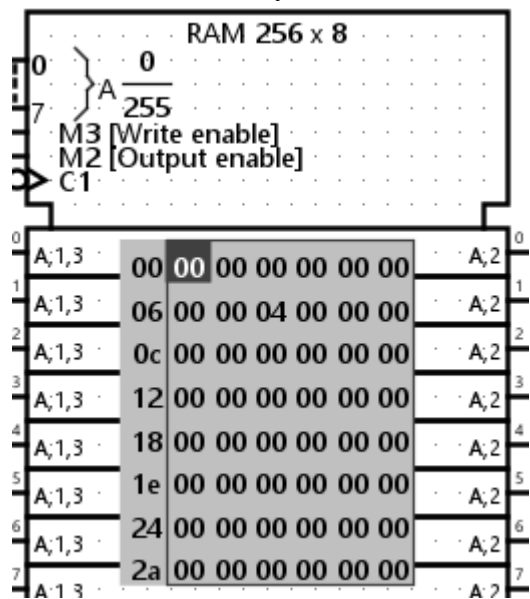 RAM 256 x 8
0 } A 0
255
7
M3 [Write enable]
M2 [Output enable]
C1
0 A;1,3 00 00 00 00 00 00 00 A;2 0
1 A;1,3 06 00 00 04 00 00 00 A;2 1
2 A;1,3 0c 00 00 00 00 00 00 A;2 2
3 A;1,3 12 00 00 00 00 00 00 A;2 3
4 A;1,3 18 00 00 00 00 00 00 A;2 4
5 A;1,3 1e 00 00 00 00 00 00 A;2 5
6 A;1,3 24 00 00 00 00 00 00 A;2 6
7 A;1,3 2a 00 00 00 00 00 00 A;2 7